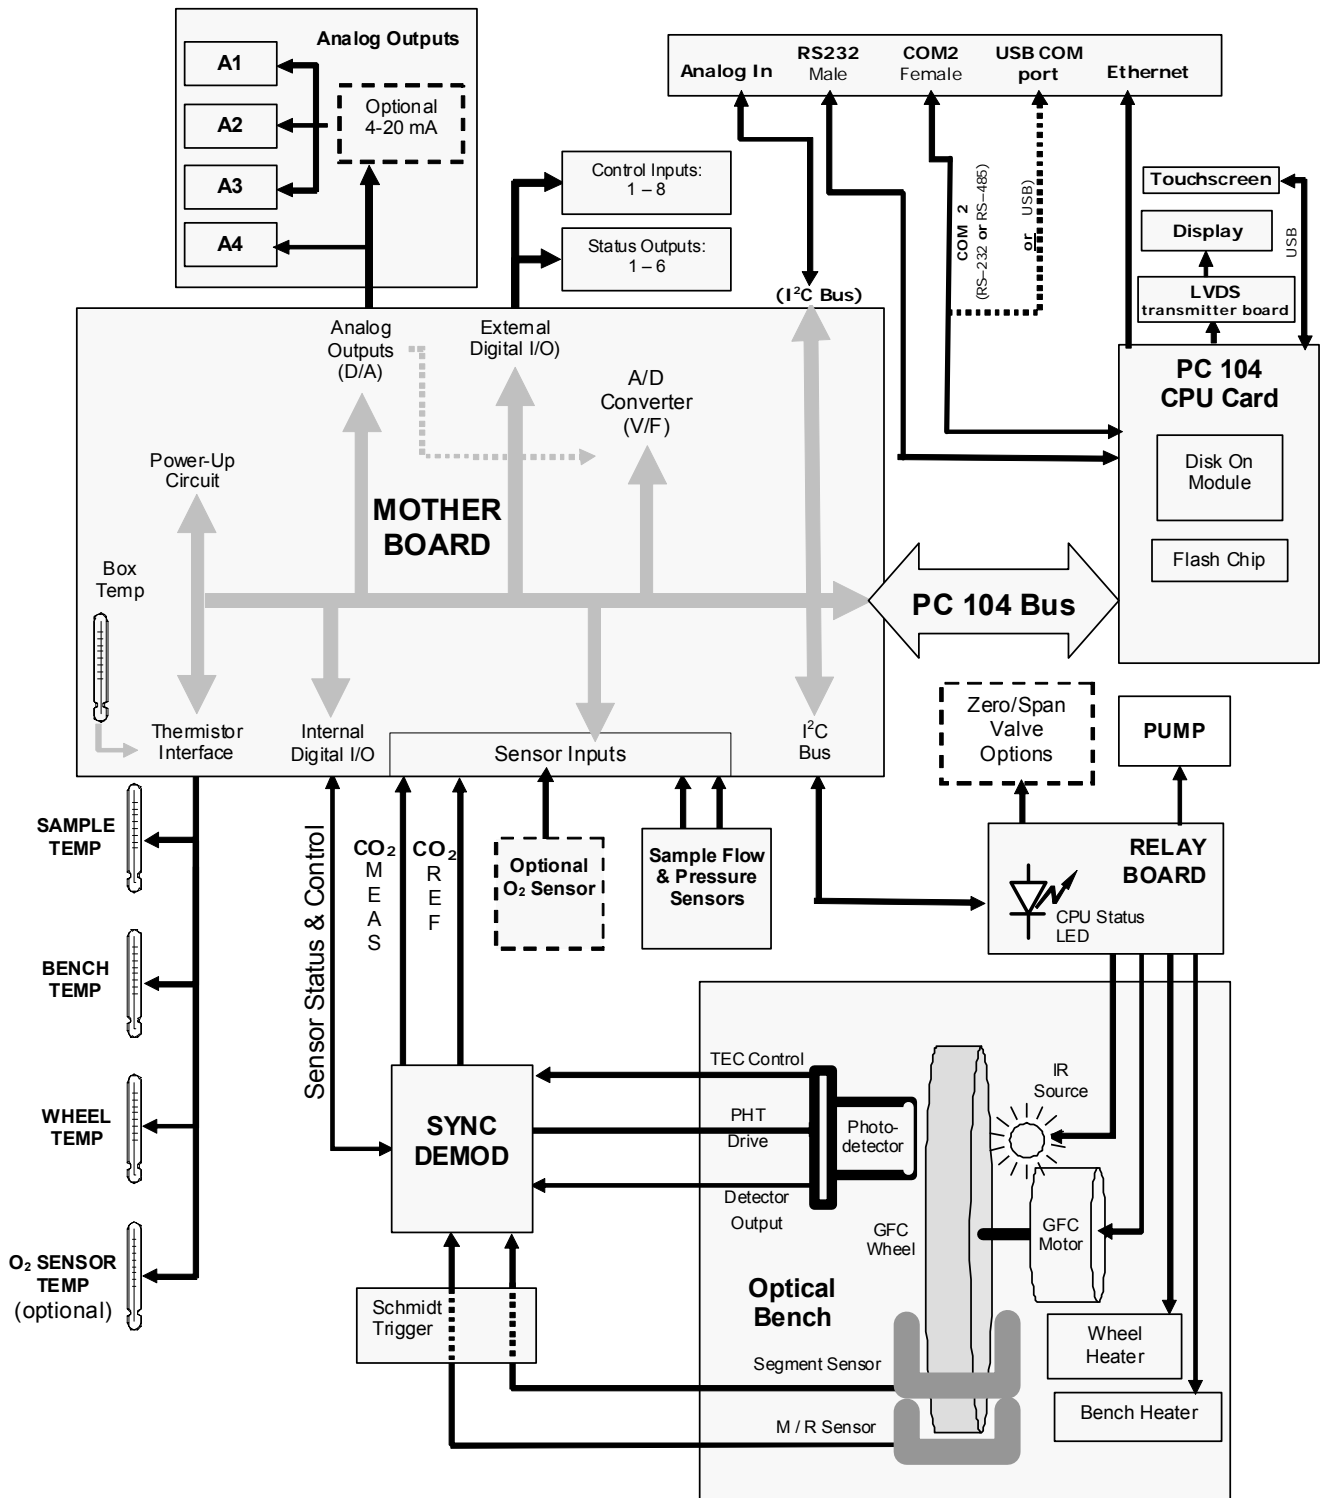 Analog Outputs
A1
A2
A3
A4
Optional
4-20 mA
Control Inputs:
1 – 8
Status Outputs:
1 – 6
Analog In
RS232
Male
COM2
Female
USB COM
port
Ethernet
Touchscreen
USB
Display
LVDS
transmitter board
COM 2
(RS–232 or RS–485)
or USB)
(I²C Bus)
PC 104
CPU Card
Disk On
Module
Flash Chip
Analog
Outputs
(D/A)
External
Digital I/O)
A/D
Converter
(V/F)
Power-Up
Circuit
MOTHER
BOARD
Box
Temp
PC 104 Bus
Thermistor
Interface
Internal
Digital I/O
Sensor Inputs
I²C
Bus
Zero/Span
Valve
Options
PUMP
SAMPLE
TEMP
BENCH
TEMP
WHEEL
TEMP
O₂ SENSOR
TEMP
(optional)
Sensor Status & Control
CO₂
MEAS
CO₂
REF
Optional
O₂ Sensor
Sample Flow
& Pressure
Sensors
RELAY
BOARD
CPU Status
LED
SYNC
DEMOD
TEC Control
PHT
Drive
Detector
Output
Photo-
detector
IR
Source
GFC
Wheel
GFC
Motor
Optical
Bench
Schmidt
Trigger
Segment Sensor
M / R Sensor
Wheel
Heater
Bench Heater